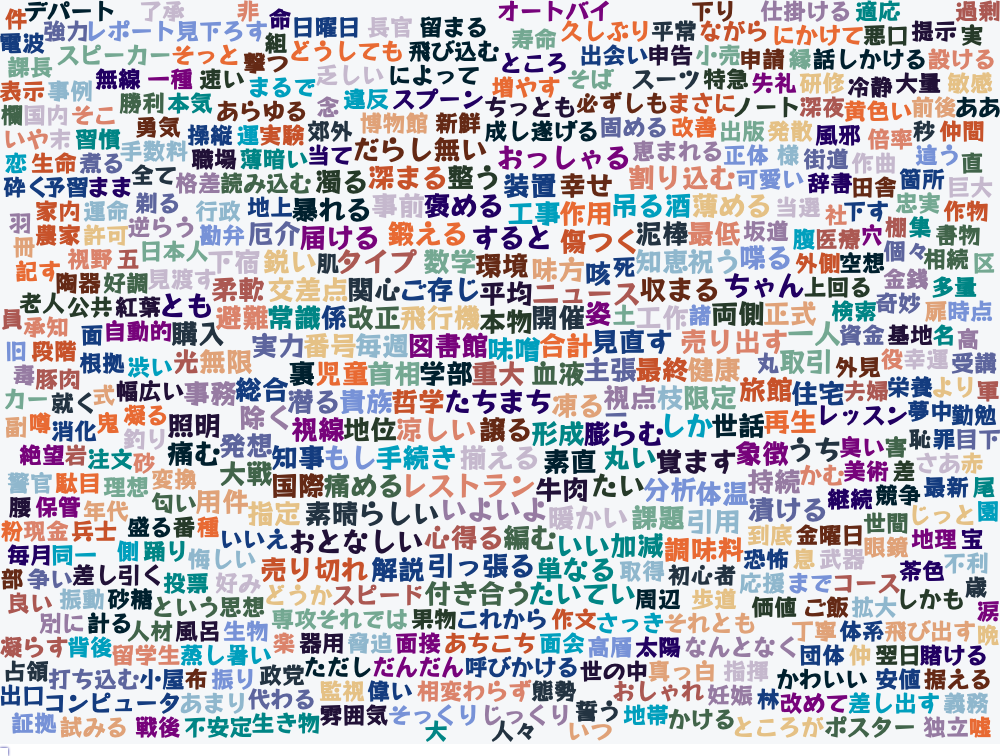 件 デパート 了承 非 命 オートバイ 下り 仕掛ける 適応 過剰
電波 強力 レポート 見下ろす 組 日曜日 長官 留まる 寿命 久しぶり 平常 ながら にかけて 悪口 提示 実
課長 スピーカー そっと 撃つ どうしても 飛び込む ところ 出会い 申告 小売 申請 縁 話しかける 設ける
表示 事例 無線 一種 速い まるで 乏しい によって 増やす そば スーツ 特急 失礼 研修 冷静 大量 敏感
欄 国内 そこ 勝利 本気 あらゆる 念 違反 スプーン ちっとも 必ずしも まさに ノート 深夜 黄色い 前後 ああ
いや 末 習慣 勇気 操縦 運 実験 郊外 博物館 新鮮 成し遂げる 固める 改善 出版 発散 風邪 倍率 秒 仲間
恋 生命 煮る 手数料 職場 薄暗い 当て だらし無い おっしゃる 恵まれる 正体 様 街道 作曲 這う 直
砕く 予習 まま 全て 格差 読み込む 濁る 深まる 整う 装置 幸せ 割り込む 可愛い 辞書 田舎 箇所 巨大
羽 家内 運命 剃る 行政 地上 暴れる 事前 褒める 工事 作用 吊る 酒 薄める 当選 社 下す 忠実 作物
冊 農家 許可 逆らう 勘弁 厄介 届ける 鍛える すると 傷つく 泥棒 最低 坂道 腹 医療 穴 棚 集 書物
記す 視野 五 日本人 下宿 鋭い 肌 タイプ 数学 環境 味方 咳 死 知恵 祝う 喋る 外側 空想 個々 相続 区
陶器 好調 見渡す 柔軟 交差点 関心 ご存じ 平均 ニュース 収まる ちゃん 上回る 金銭 多量
老人 公共 紅葉 とも 避難 常識 係 改正 飛行機 本物 開催 姿 土 工作 諸 両側 正式 検索 奇妙 扉 時点
員 承知 面 自動的 購入 実力 番号 毎週 図書館 味噌 合計 見直す 売り出す 一人 資金 基地 名 高
旧 段階 根拠 渋い 光 無限 裏 児童 首相 学部 重大 血液 主張 最終 健康 丸 取引 外見 役 幸運 受講
毒 豚肉 幅広い 事務 総合 潜る 貴族 哲学 たちまち 凍る 視点 枝 限定 旅館 住宅 夫婦 栄養 より 軍
カー 就く 式 凝る 照明 除く 視線 地位 涼しい 譲る 形成 膨らむ しか 世話 再生 レッスン 夢中 勤勉
副 噂 消化 鬼 釣り 痛む 発想 知事 もし 手続き 揃える 素直 丸い 覚ます 象徴 うち 臭い 害 恥 罪 目下
絶望 岩 注文 砂 変換 大戦 国際 痛める レストラン 牛肉 たい 分析 体温 持続 かむ 美術 差 さあ 赤
警官 駄目 理想 匂い 用件 指定 素晴らしい いよいよ 暖かい 課題 引用 漬ける 継続 競争 最新 尾
腰 保管 年代 盛る 番 種 いいえ おとなしい 心得る 編む いい加減 調味料 到底 金曜日 世間 じっと 園
粉 現金 兵士 側 踊り 悔しい 売り切れ 解説 引っ張る 単なる 取得 恐怖 息 武器 眼鏡 地理 宝
毎月 同一 差し引く 投票 好み どうか スピード 付き合う たいてい 初心者 応援 まで コース 茶色 不利
部 争い 砂糖 という 思想 周辺 歩道 価値 ご飯 拡大 しかも 歳
良い 振動 計る 専攻 それでは 果物 これから 作文 さっき それとも 丁寧 体系 飛び出す 涙
別に 人材 風呂 生物 楽 器用 脅迫 面接 あちこち 面会 高層 太陽 なんとなく 団体 仲 翌日 賭ける 腕
凝らす 背後 留学生 蒸し暑い 政党 ただし だんだん 呼びかける 世の中 真っ白 指揮 かわいい 安値 据える
占領 打ち込む 小屋 布 振り 監視 偉い 相変わらず 態勢 おしゃれ 妊娠 林 改めて 差し出す 義務
出口 コンピュータ あまり 代わる 雰囲気 そっくり じっくり 誓う 地帯 かける ところが ポスター 独立 嘘
証拠 試みる 戦後 不安定 生き物 大 人々 いつ